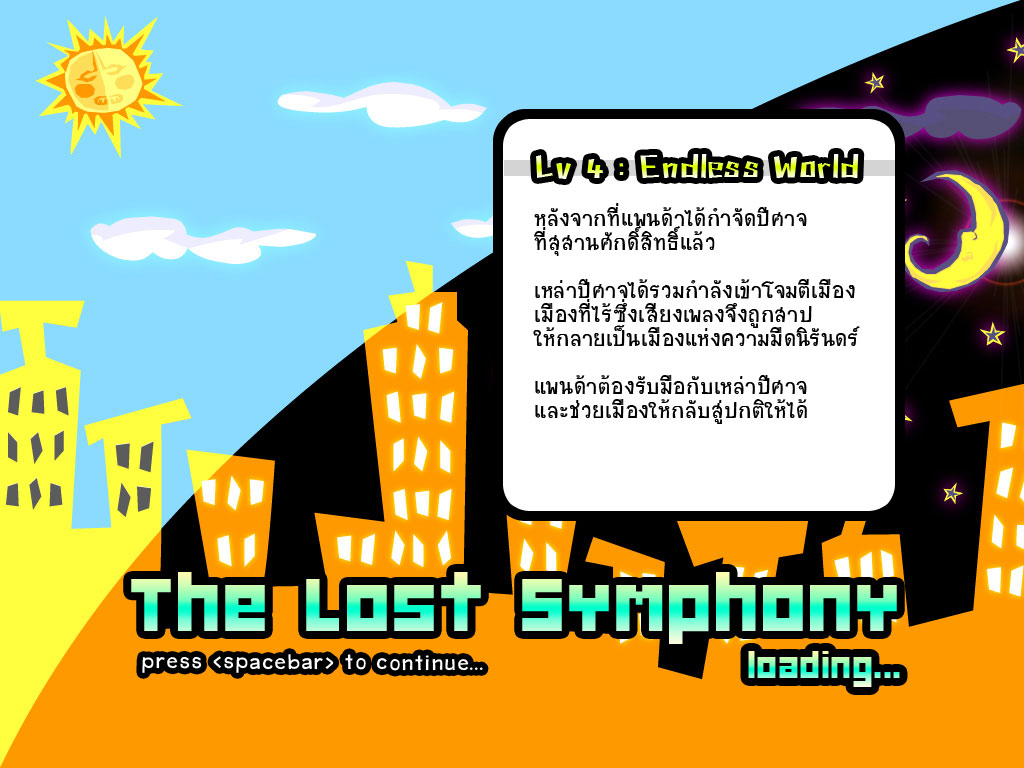 Lv 4 : Endless World
หลังจากที่แพนด้าได้กำจัดปีศาจ
ที่สุสานศักดิ์สิทธิ์แล้ว
เหล่าปีศาจได้รวมกำลังเข้าโจมตีเมือง
เมืองที่ไร้ซึ่งเสียงเพลงจึงถูกสาป
ให้กลายเป็นเมืองแห่งความมืดนิรันดร์
แพนด้าต้องรับมือกับเหล่าปีศาจ
และช่วยเมืองให้กลับสู่ปกติให้ได้
The Lost Symphony
press <spacebar> to continue...
loading...